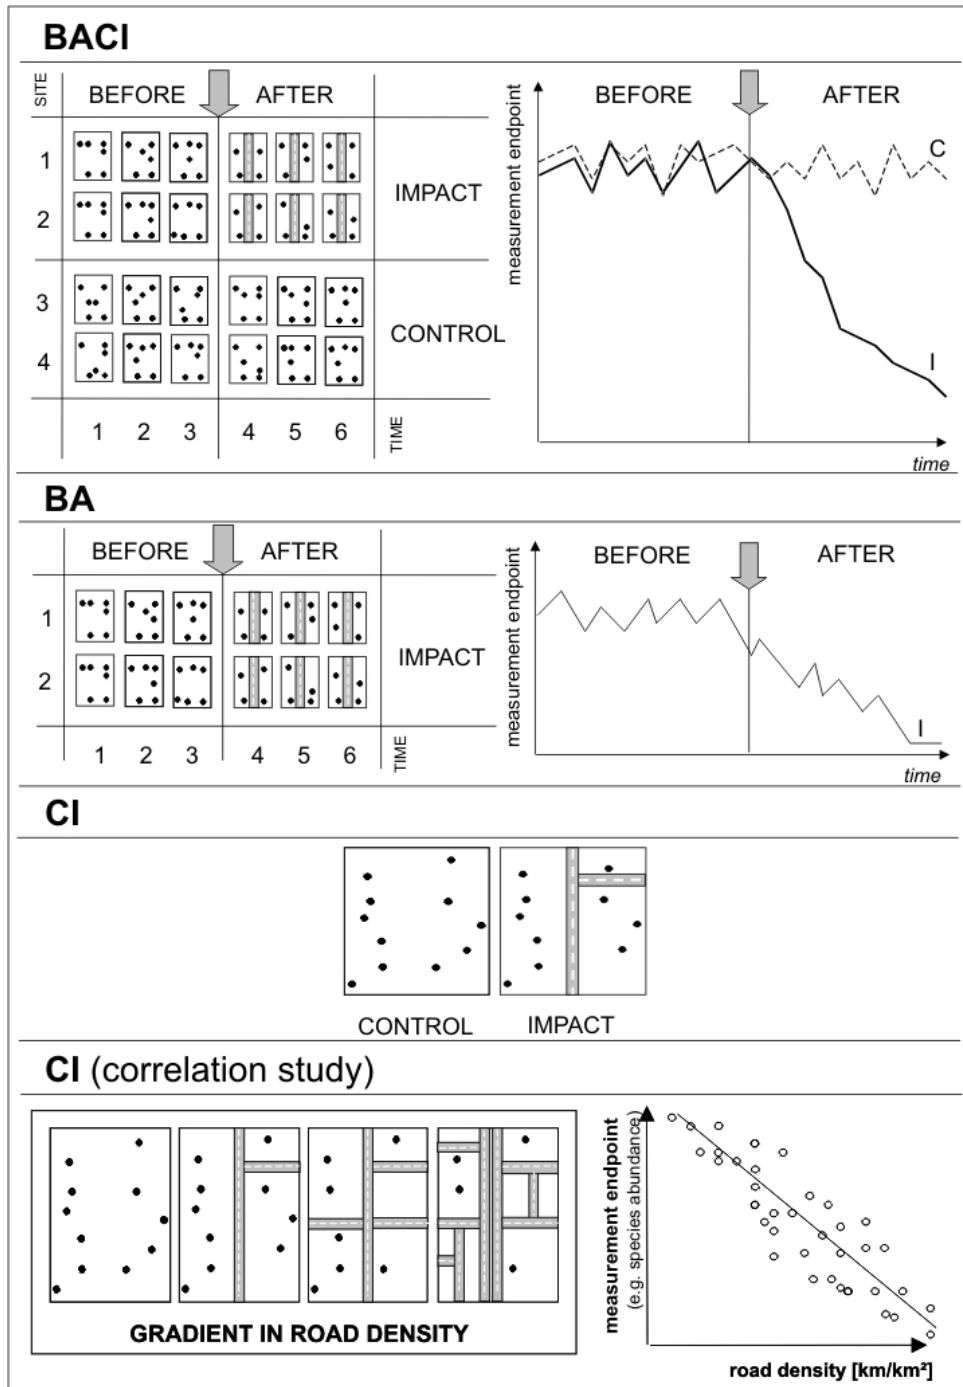 BACI
SITE
BEFORE AFTER
1
IMPACT
2
3
CONTROL
4
1 2 3 4 5 6 TIME
measurement endpoint
BEFORE AFTER
C
I
time
BA
BEFORE AFTER
1
IMPACT
2
1 2 3 4 5 6 TIME
measurement endpoint
BEFORE AFTER
I
time
CI
CONTROL IMPACT
CI (correlation study)
GRADIENT IN ROAD DENSITY
measurement endpoint
(e.g. species abundance)
road density [km/km²]